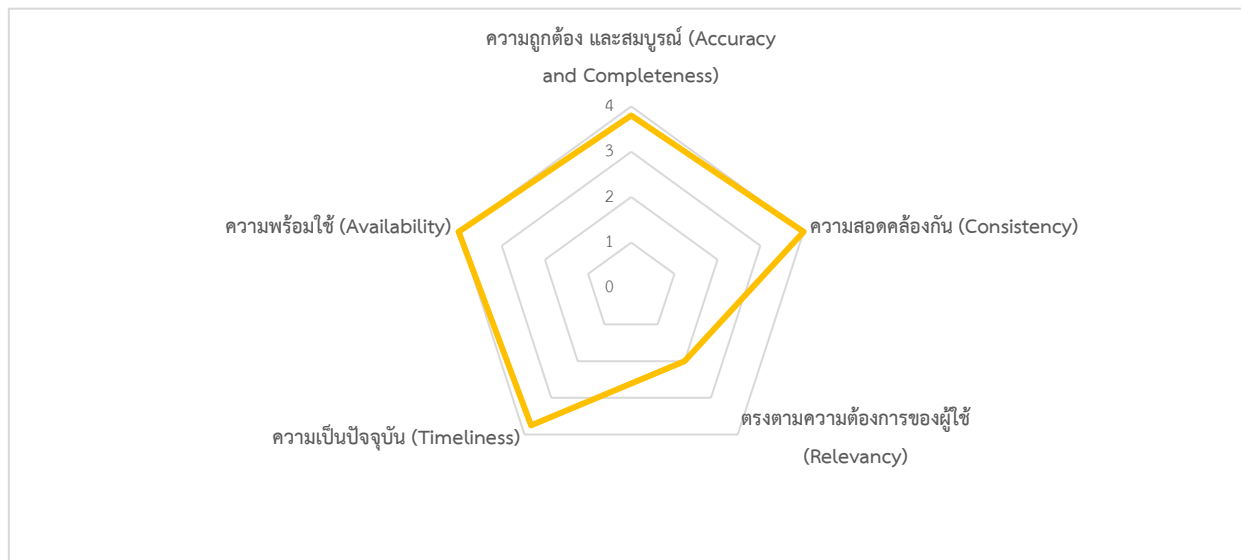 ความถูกต้อง และสมบูรณ์ (Accuracy
and Completeness)
4
3
2
1
0
ความพร้อมใช้ (Availability)
ความสอดคล้องกัน (Consistency)
ความเป็นปัจจุบัน (Timeliness)
ตรงตามความต้องการของผู้ใช้
(Relevancy)